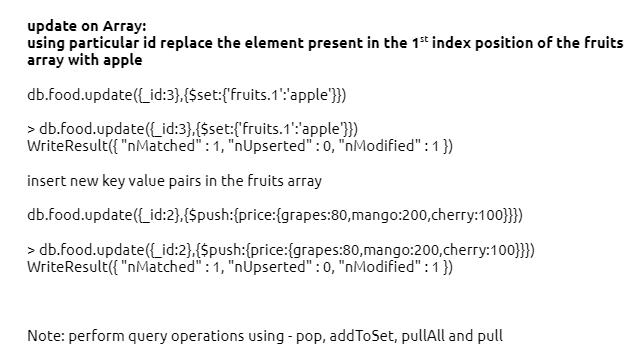 update on Array:
using particular id replace the element present in the 1st index position of the fruits
array with apple
db.food.update({_id:3},{$set:{'fruits.1':'apple'}})
> db.food.update({_id:3},{$set:{'fruits.1':'apple'}})
WriteResult({ "nMatched" : 1, "nUpserted" : 0, "nModified" : 1 })
insert new key value pairs in the fruits array
db.food.update({_id:2},{$push:{price:{grapes:80,mango:200,cherry:100}}})
> db.food.update({_id:2},{$push:{price:{grapes:80,mango:200,cherry:100}}})
WriteResult({ "nMatched" : 1, "nUpserted" : 0, "nModified" : 1 })
Note: perform query operations using - pop, addToSet, pullAll and pull